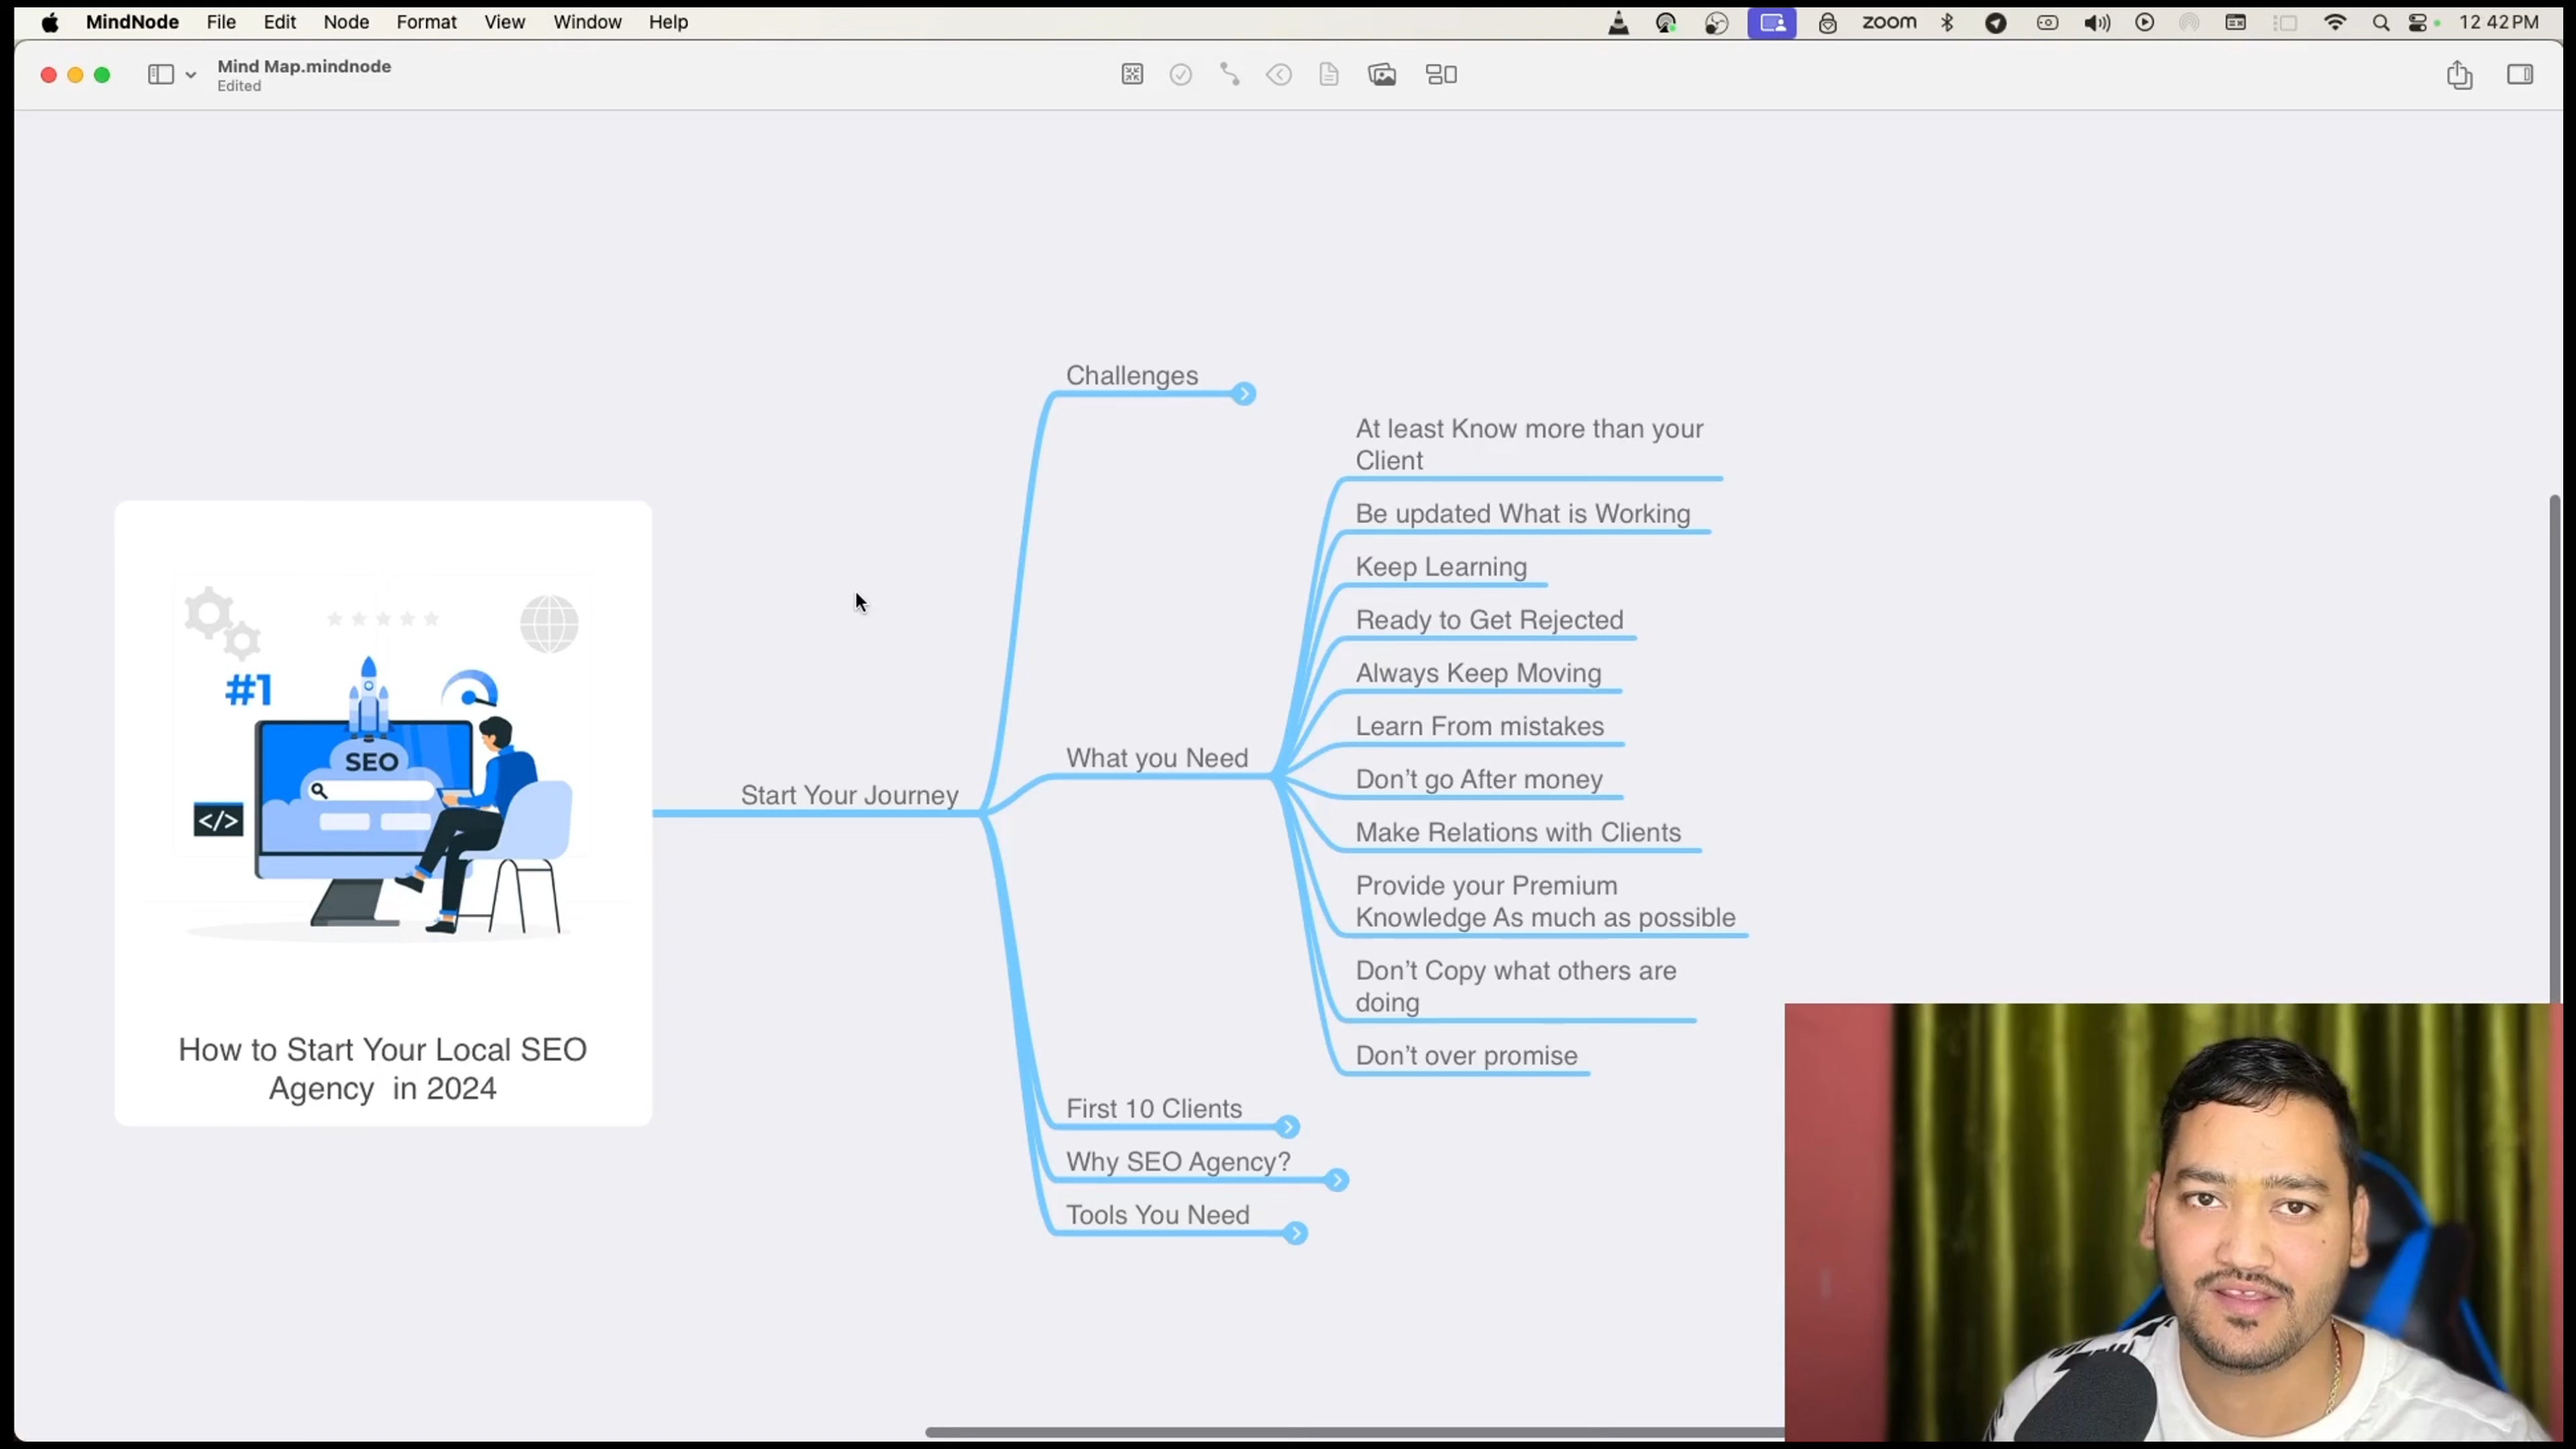 MindNode File Edit Node Format View Window Help
zoom
12 42 PM
Mind Map.mindnode
Edited
Challenges
At least Know more than your
Client
Be updated What is Working
Keep Learning
Ready to Get Rejected
Always Keep Moving
Learn From mistakes
What you Need
Don't go After money
Start Your Journey
Make Relations with Clients
Provide your Premium
Knowledge As much as possible
Don't Copy what others are
doing
Don't over promise
First 10 Clients
Why SEO Agency?
Tools You Need
#1
SEO
</>
How to Start Your Local SEO
Agency in 2024